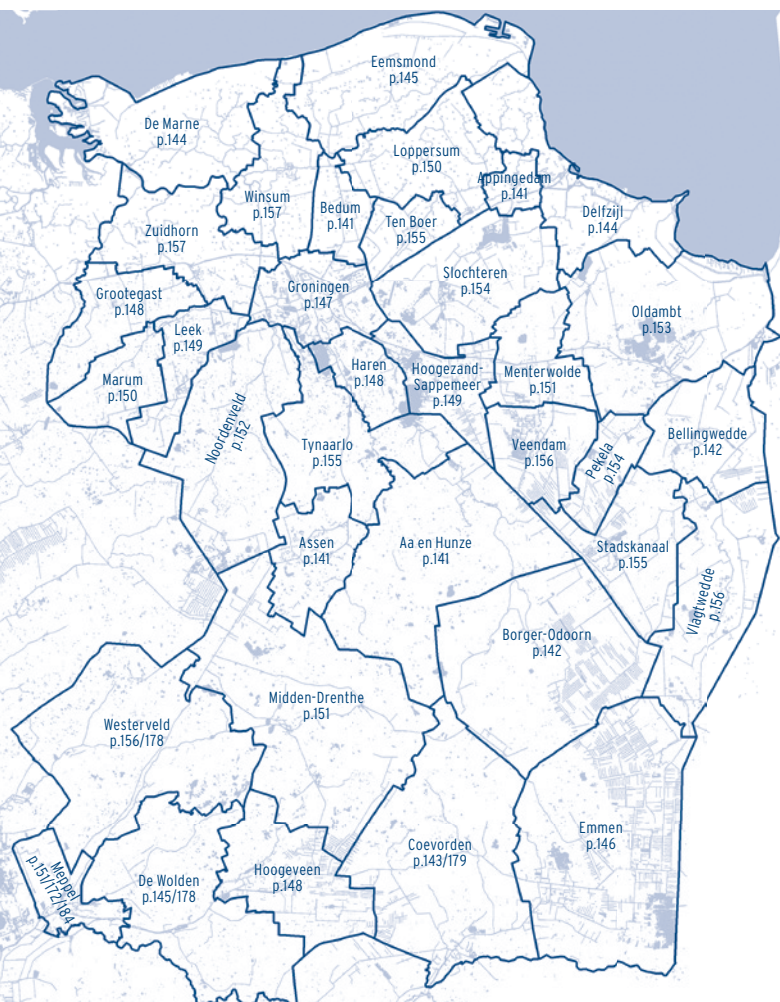 Eemsmond
p.145
De Marne
p.144
Loppersum
p.150
Appingedam
p.141
Winsum
p.157
Bedum
p.141
Ten Boer
p.155
Delfzijl
p.144
Zuidhorn
p.157
Slochteren
p.154
Groningen
p.147
Grootegast
p.148
Oldambt
p.153
Leek
p.149
Haren
p.148
Hoogezand-
Sappemeer
p.149
Menterwolde
p.151
Marum
p.150
Noordenveld
p.152
Tynaarlo
p.155
Veendam
p.156
Pekela
p.154
Bellingwedde
p.142
Assen
p.141
Aa en Hunze
p.141
Stadskanaal
p.155
Vlagtwedde
p.156
Borger-Odoorn
p.142
Midden-Drenthe
p.151
Westerveld
p.156/178
Emmen
p.146
Coevorden
p.143/179
Hoogeveen
p.148
De Wolden
p.145/178
Meppel
p.151/172/184